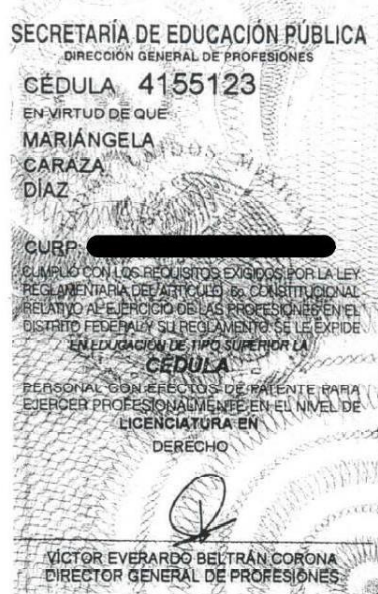 SECRETARÍA DE EDUCACIÓN PÚBLICA
DIRECCIÓN GENERAL DE PROFESIONES
CÉDULA 4155123
EN VIRTUD DE QUE
MARIÁNGELA
CARAZA
DÍAZ
CURP:
CUMPLIÓ CON LOS REQUISITOS EXIGIDOS POR LA LEY
REGLAMENTARIA DEL ARTÍCULO 5o. CONSTITUCIONAL
RELATIVO AL EJERCICIO DE LAS PROFESIONES EN EL
DISTRITO FEDERAL Y SU REGLAMENTO SE LE EXPIDE
EN EDUCACIÓN DE TIPO SUPERIOR LA
CÉDULA
PERSONAL CON EFECTOS DE PATENTE PARA
EJERCER PROFESIONALMENTE EN EL NIVEL DE
LICENCIATURA EN
DERECHO
VÍCTOR EVERARDO BELTRÁN CORONA
DIRECTOR GENERAL DE PROFESIONES